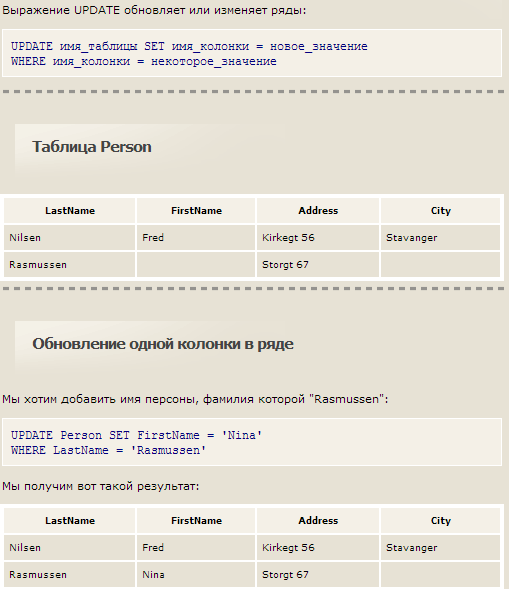 Выражение UPDATE обновляет или изменяет ряды:
UPDATE имя_таблицы SET имя_колонки = новое_значение
WHERE имя_колонки = некоторое_значение
Таблица Person
LastName FirstName Address City
Nilsen Fred Kirkegt 56 Stavanger
Rasmussen Storgt 67
Обновление одной колонки в ряде
Мы хотим добавить имя персоны, фамилия которой "Rasmussen":
UPDATE Person SET FirstName = 'Nina'
WHERE LastName = 'Rasmussen'
Мы получим вот такой результат:
LastName FirstName Address City
Nilsen Fred Kirkegt 56 Stavanger
Rasmussen Nina Storgt 67